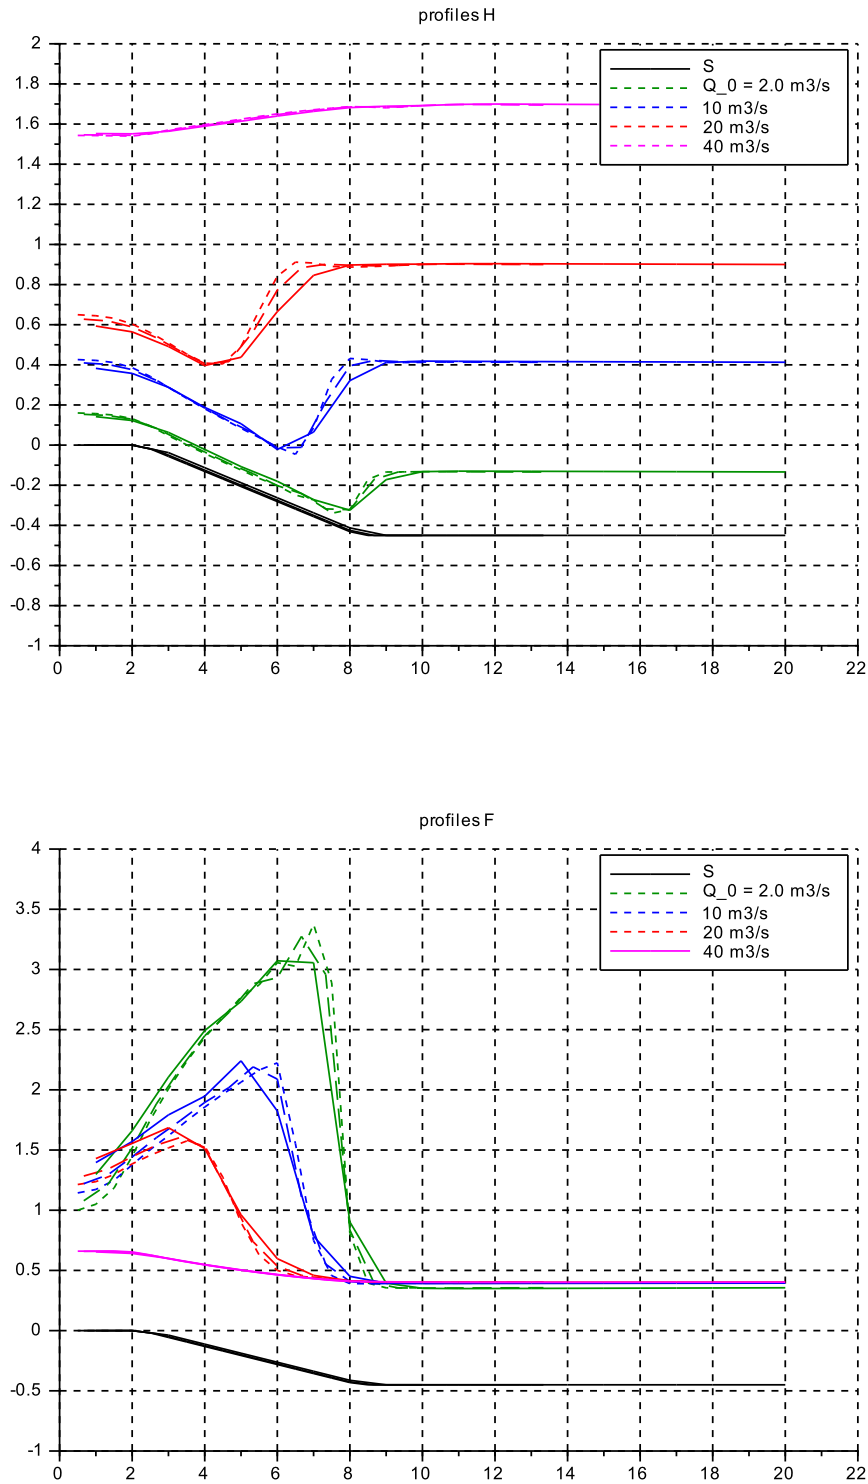 profiles H
2
1.8
1.6
1.4
1.2
1
0.8
0.6
0.4
0.2
0
-0.2
-0.4
-0.6
-0.8
-1
S
Q_0 = 2.0 m3/s
10 m3/s
20 m3/s
40 m3/s
0 2 4 6 8 10 12 14 16 18 20 22
profiles F
4
3.5
3
2.5
2
1.5
1
0.5
0
-0.5
-1
S
Q_0 = 2.0 m3/s
10 m3/s
20 m3/s
40 m3/s
0 2 4 6 8 10 12 14 16 18 20 22